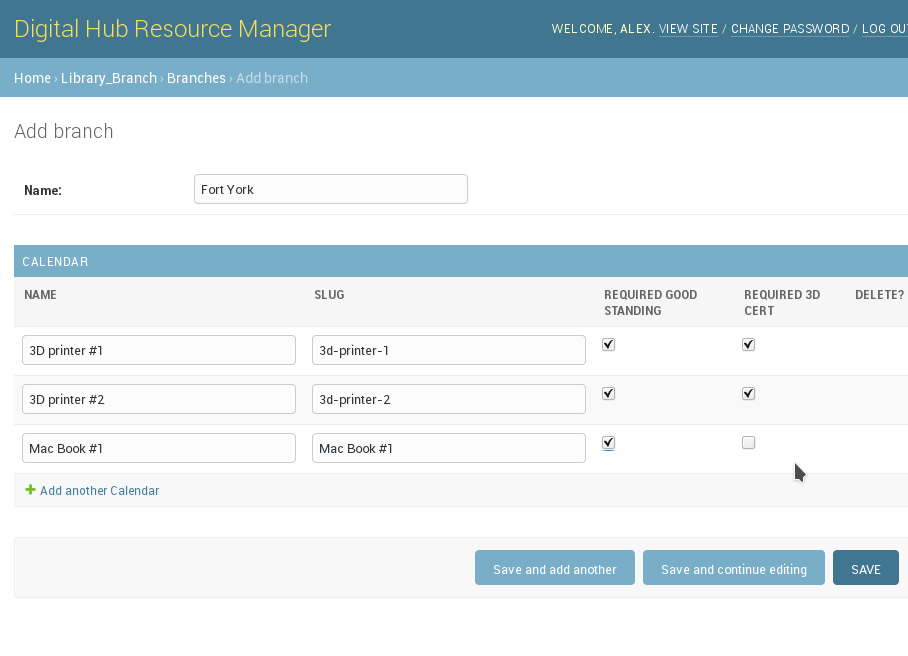 Digital Hub Resource Manager
WELCOME, ALEX. VIEW SITE / CHANGE PASSWORD / LOG OU
Home › Library_Branch › Branches › Add branch
Add branch
Name: Fort York
CALENDAR
NAME SLUG REQUIRED GOOD STANDING REQUIRED 3D CERT DELETE?
3D printer #1 3d-printer-1
3D printer #2 3d-printer-2
Mac Book #1 Mac Book #1
Add another Calendar
Save and add another Save and continue editing SAVE